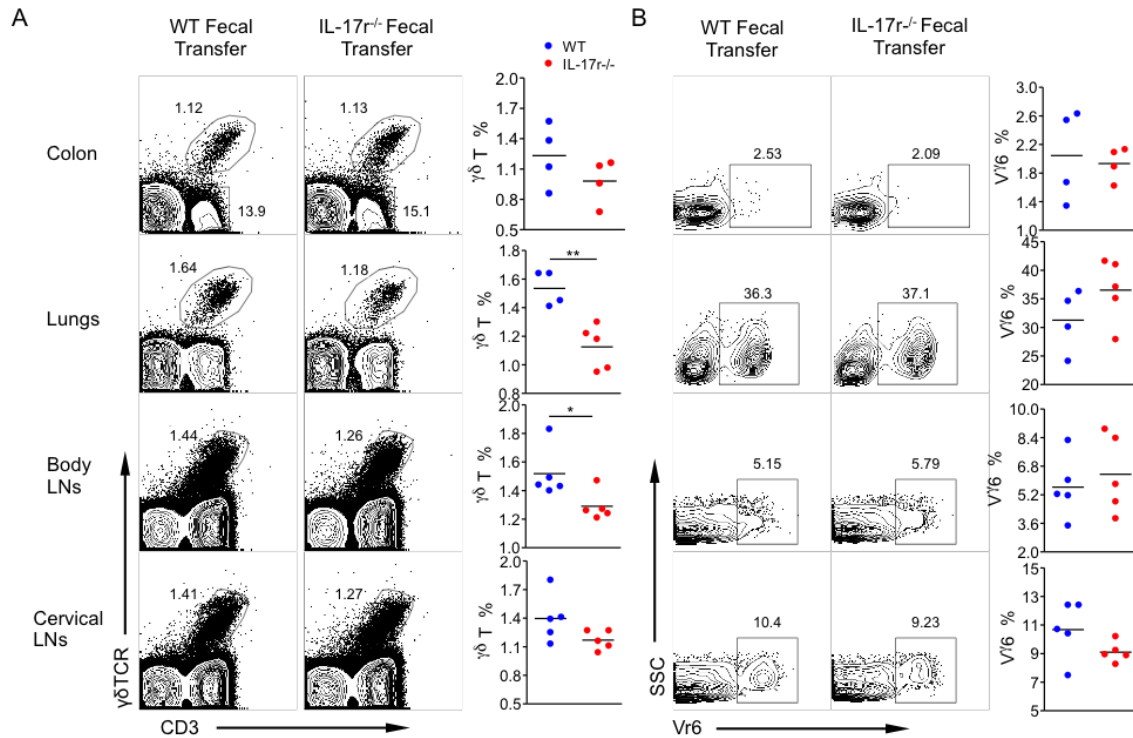 A
WT Fecal
Transfer
IL-17r-/- Fecal
Transfer
WT
IL-17r-/-
Colon
1.12
1.13
13.9
15.1
γδ T %
2.0
1.8
1.4
1.1
0.8
0.5
Lungs
1.64
1.18
γδ T %
1.8
1.6
1.4
1.2
1.0
0.8
**
Body
LNs
1.44
1.26
γδ T %
2.0
1.8
1.6
1.4
1.2
1.0
*
Cervical
LNs
1.41
1.27
γδ T %
2.0
1.8
1.4
1.1
0.8
0.5
γδTCR
CD3
B
WT Fecal
Transfer
IL-17r-/- Fecal
Transfer
2.53
2.09
Vγ6 %
3.0
2.6
2.2
1.8
1.4
1.0
36.3
37.1
Vγ6 %
45
40
35
30
25
20
5.15
5.79
Vγ6 %
10.0
8.4
6.8
5.2
3.6
2.0
10.4
9.23
Vγ6 %
15
13
11
9
7
5
SSC
Vr6